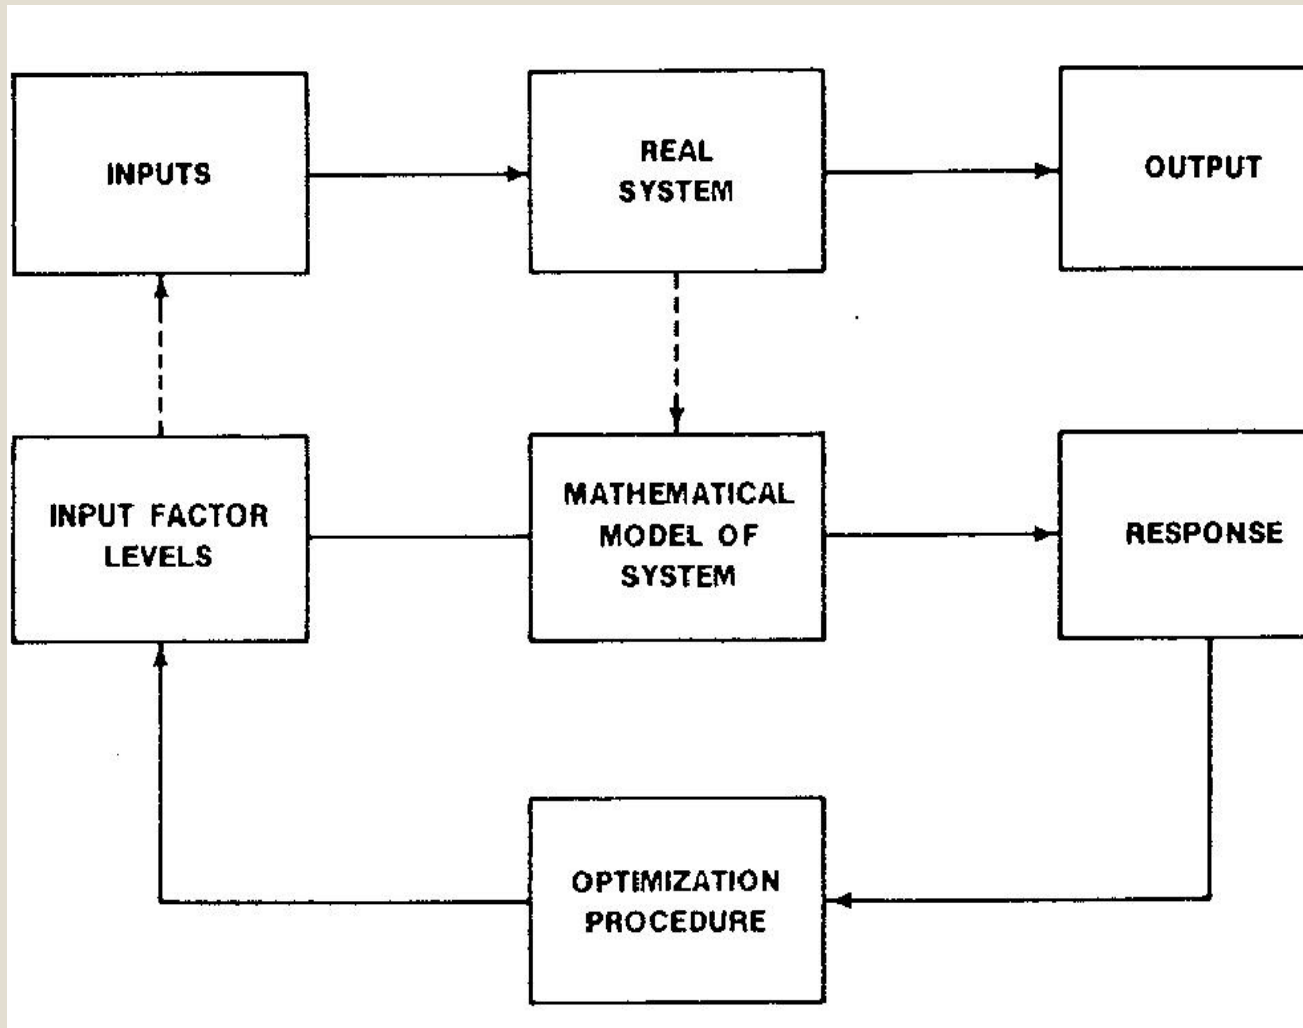 INPUTS
REAL
SYSTEM
OUTPUT
INPUT FACTOR
LEVELS
MATHEMATICAL
MODEL OF
SYSTEM
RESPONSE
OPTIMIZATION
PROCEDURE